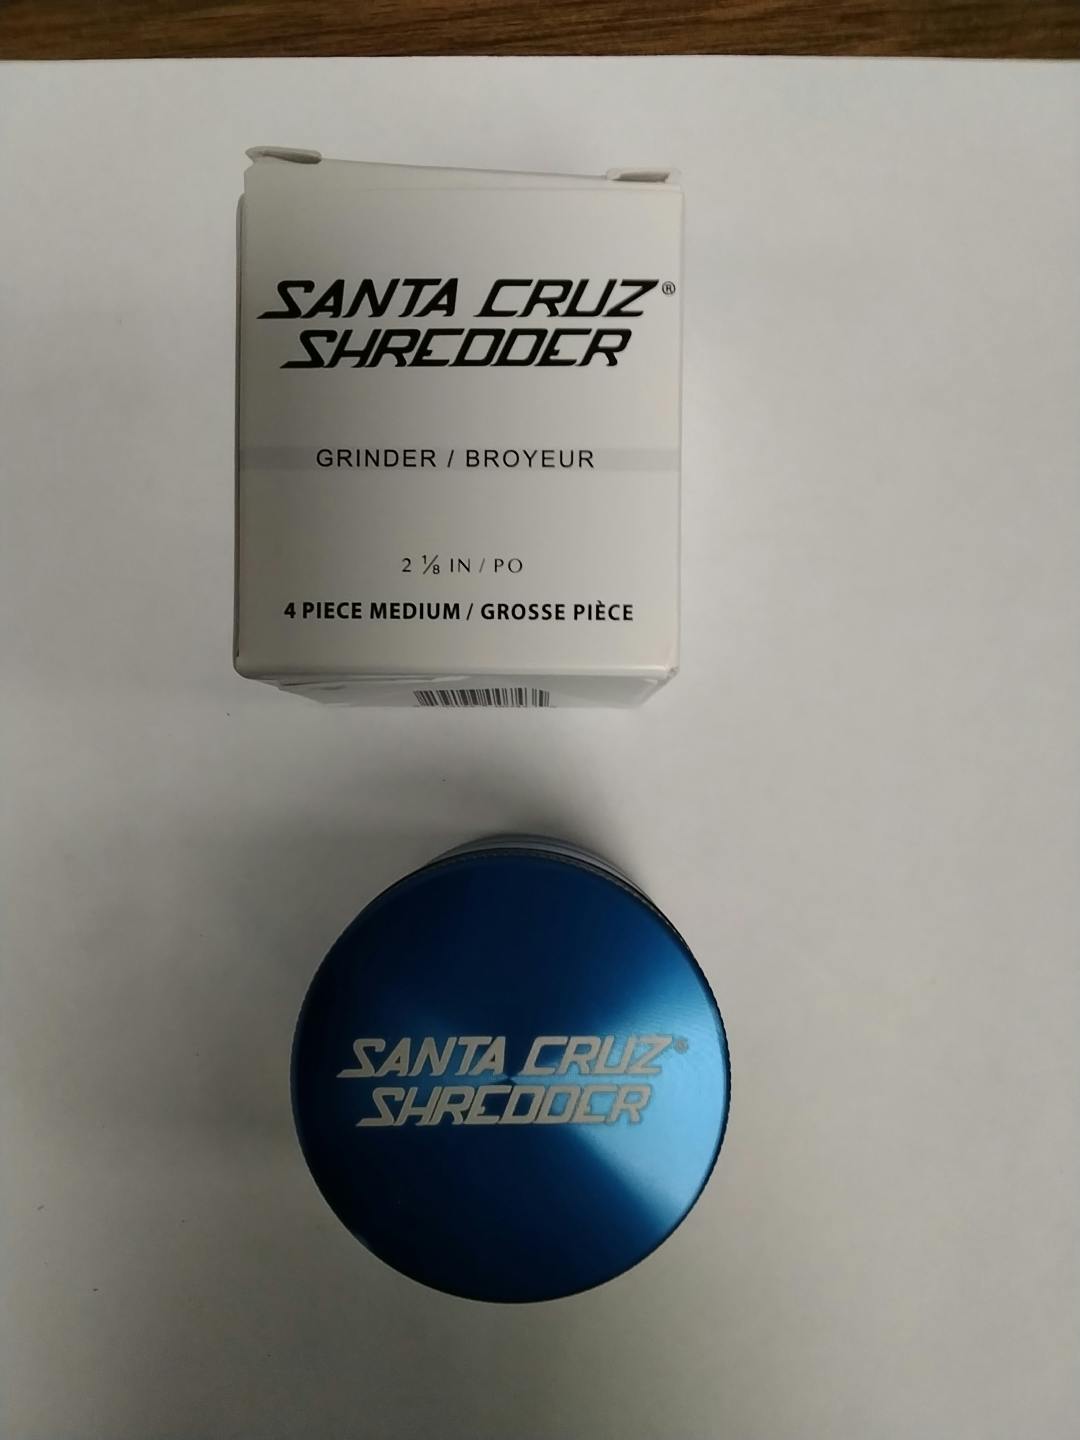 SANTA CRUZ®
SHREDDER
GRINDER / BROYEUR
2 ⅛ IN / PO
4 PIECE MEDIUM / GROSSE PIÈCE
SANTA CRUZ®
SHREDDER